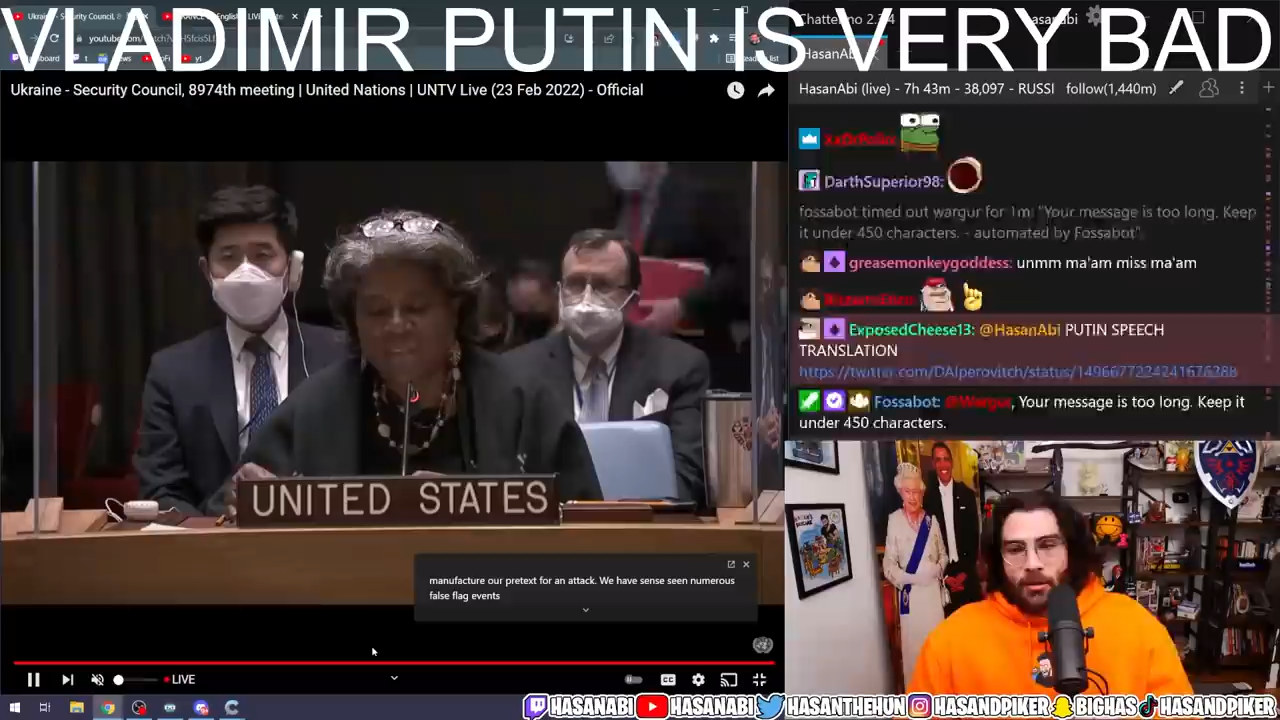 VLADIMIR PUTIN IS VERY BAD
Ukraine - Security Council, 8974th meeting | United Nations | UNTV Live (23 Feb 2022) - Official
HasanAbi (live) - 7h 43m - 38,097 - RUSSI follow(1,440m)
DarthSuperior98:
fossabot timed out wargur for 1m: "Your message is too long. Keep
it under 450 characters. - automated by Fossabot".
greasemonkeygoddess: unmm ma'am miss ma'am
ExposedCheese13: @HasanAbi PUTIN SPEECH
TRANSLATION
Fossabot: @Wargur, Your message is too long. Keep it
under 450 characters.
UNITED STATES
manufacture our pretext for an attack. We have sense seen numerous
false flag events
LIVE
HASANABI HASANABI HASANTHEHUN HASANDPIKER BIGHAS HASANDPIKER